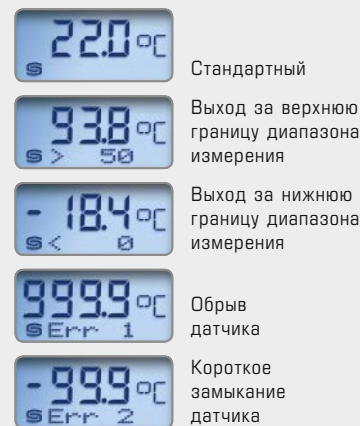 22.0 °C
S
Стандартный
93.8 °C
S > 50
Выход за верхнюю
границу диапазона
измерения
- 18.4 °C
S < 0
Выход за нижнюю
границу диапазона
измерения
999.9 °C
S Err 1
Обрыв
датчика
-99.9 °C
S Err 2
Короткое
замыкание
датчика